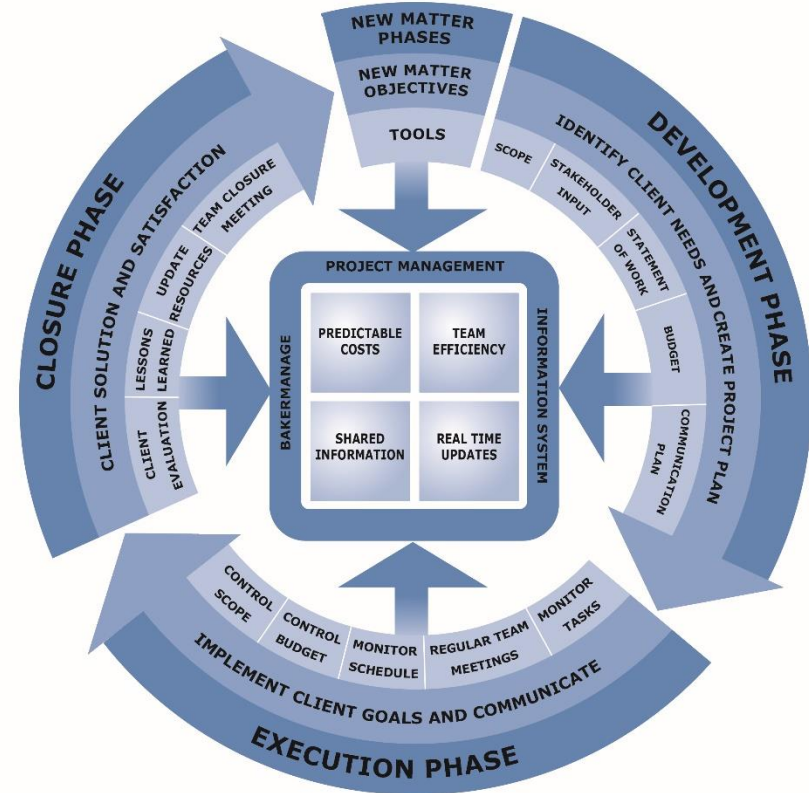 NEW MATTER
PHASES
NEW MATTER
OBJECTIVES
TOOLS
DEVELOPMENT PHASE
IDENTIFY CLIENT NEEDS AND CREATE PROJECT PLAN
SCOPE
STAKEHOLDER
INPUT
STATEMENT
OF WORK
BUDGET
COMMUNICATION
PLAN
EXECUTION PHASE
IMPLEMENT CLIENT GOALS AND COMMUNICATE
MONITOR
TASKS
REGULAR TEAM
MEETINGS
MONITOR
SCHEDULE
CONTROL
BUDGET
CONTROL
SCOPE
CLOSURE PHASE
CLIENT SOLUTION AND SATISFACTION
CLIENT
EVALUATION
LESSONS
LEARNED
UPDATE
RESOURCES
TEAM CLOSURE
MEETING
PROJECT MANAGEMENT
INFORMATION SYSTEM
BAKERMANAGE
PREDICTABLE
COSTS
TEAM
EFFICIENCY
SHARED
INFORMATION
REAL TIME
UPDATES